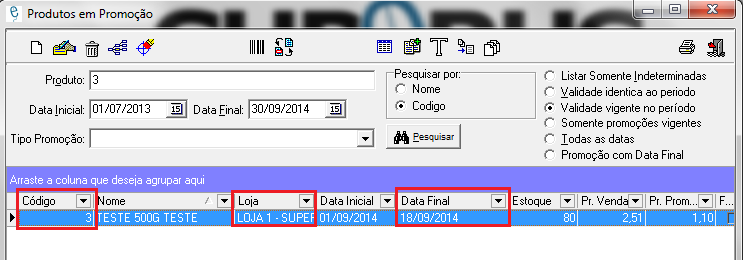 Produtos em Promoção
Produto: 3
Data Inicial: 01/07/2013 15 Data Final: 30/09/2014 15
Tipo Promoção:
Pesquisar por:
Nome
Codigo
Pesquisar
Listar Somente Indeterminadas
Validade identica ao periodo
Validade vigente no período
Somente promoções vigentes
Todas as datas
Promoção com Data Final
Arraste a coluna que deseja agrupar aqui
Código Nome Loja Data Inicial Data Final Estoque Pr. Venda Pr. Prom... F...
3 TESTE 500G TESTE LOJA 1 - SUPER 01/09/2014 18/09/2014 80 2,51 1,10